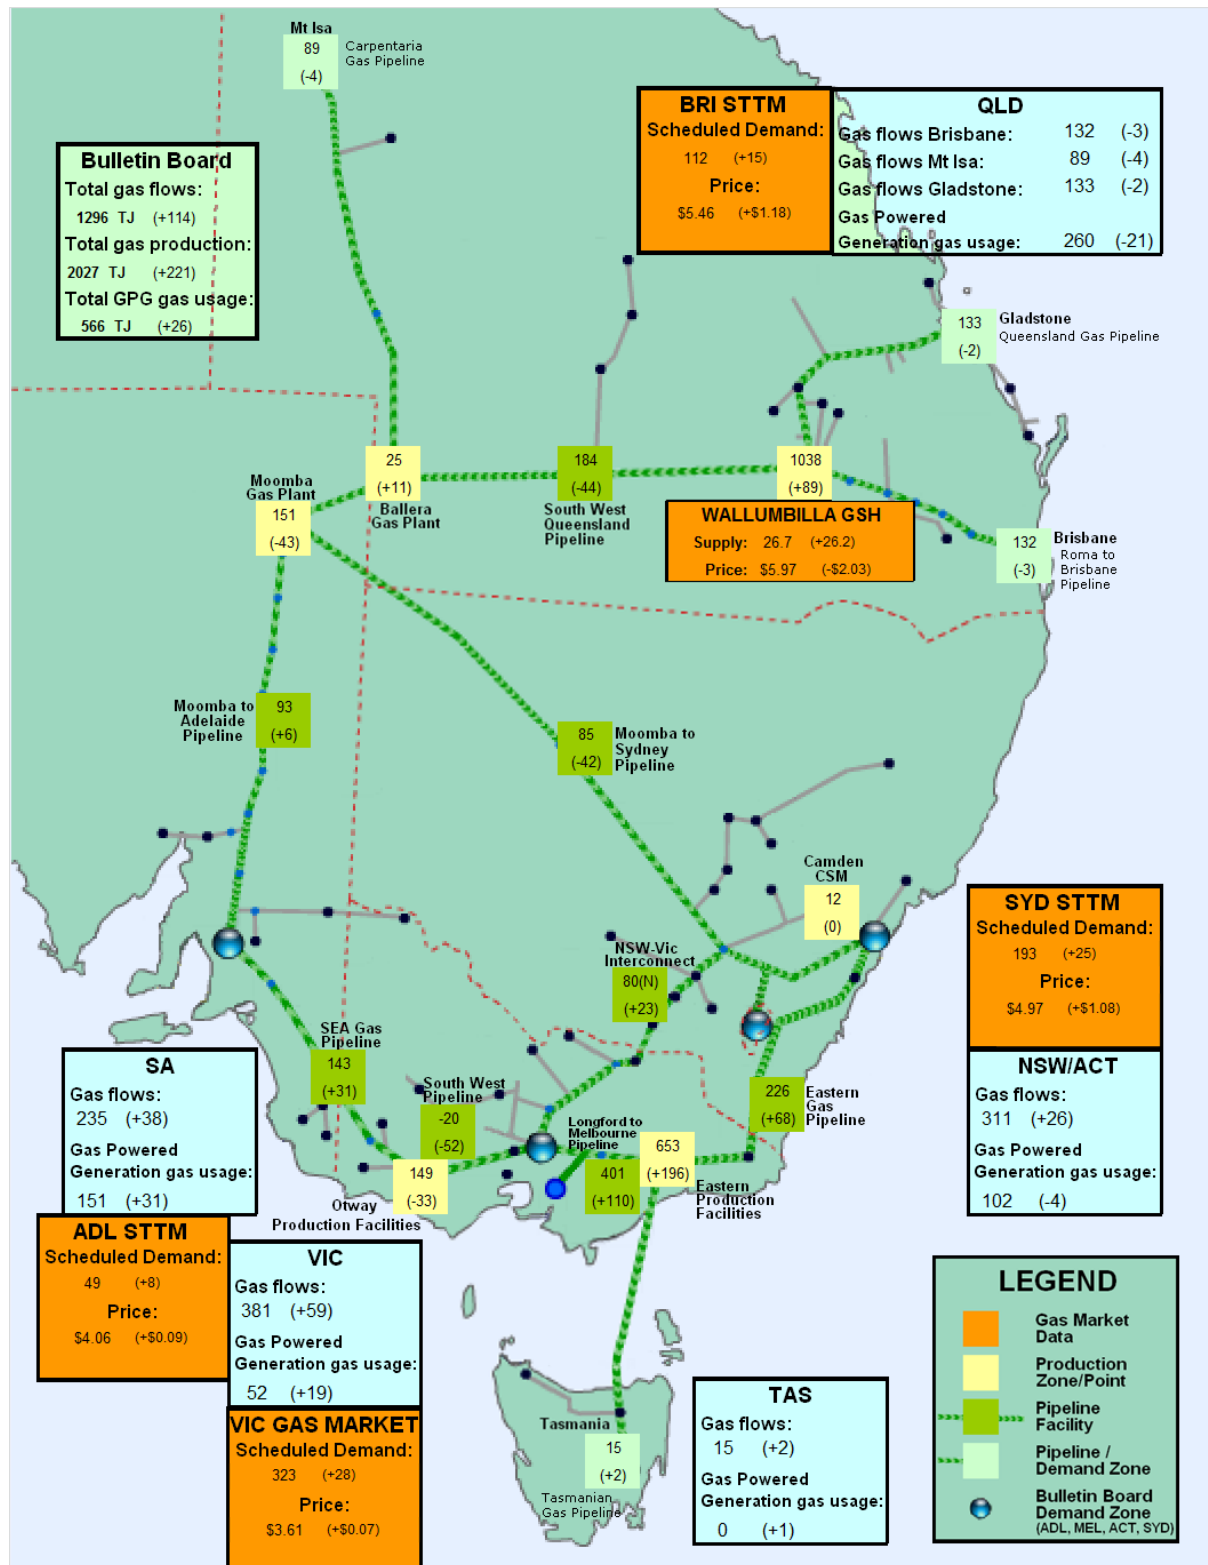 Mt Isa
89
(-4)
Carpentaria
Gas Pipeline
Bulletin Board
Total gas flows:
1296 TJ (+114)
Total gas production:
2027 TJ (+221)
Total GPG gas usage:
566 TJ (+26)
BRI STTM
Scheduled Demand:
112 (+15)
Price:
$5.46 (+$1.18)
QLD
Gas flows Brisbane: 132 (-3)
Gas flows Mt Isa: 89 (-4)
Gas flows Gladstone: 133 (-2)
Gas Powered
Generation gas usage: 260 (-21)
133
(-2)
Gladstone
Queensland Gas Pipeline
Moomba
Gas Plant
151
(-43)
25
(+11)
Ballera
Gas Plant
184
(-44)
South West
Queensland
Pipeline
1038
(+89)
WALLUMBILLA GSH
Supply: 26.7 (+26.2)
Price: $5.97 (-$2.03)
132
(-3)
Brisbane
Roma to
Brisbane
Pipeline
Moomba to
Adelaide
Pipeline
93
(+6)
85
(-42)
Moomba to
Sydney
Pipeline
Camden
CSM
12
(0)
NSW-Vic
Interconnect
80(N)
(+23)
SYD STTM
Scheduled Demand:
193 (+25)
Price:
$4.97 (+$1.08)
NSW/ACT
Gas flows:
311 (+26)
Gas Powered
Generation gas usage:
102 (-4)
SEA Gas
Pipeline
143
(+31)
South West
Pipeline
-20
(-52)
226
(+68)
Eastern
Gas
Pipeline
Longford to
Melbourne
Pipeline
401
(+110)
653
(+196)
Eastern
Production
Facilities
149
(-33)
Otway
Production Facilities
SA
Gas flows:
235 (+38)
Gas Powered
Generation gas usage:
151 (+31)
ADL STTM
Scheduled Demand:
49 (+8)
Price:
$4.06 (+$0.09)
VIC
Gas flows:
381 (+59)
Gas Powered
Generation gas usage:
52 (+19)
VIC GAS MARKET
Scheduled Demand:
323 (+28)
Price:
$3.61 (+$0.07)
Tasmania
15
(+2)
Tasmanian
Gas Pipeline
TAS
Gas flows:
15 (+2)
Gas Powered
Generation gas usage:
0 (+1)
LEGEND
Gas Market
Data
Production
Zone/Point
Pipeline
Facility
Pipeline /
Demand Zone
Bulletin Board
Demand Zone
(ADL, MEL, ACT, SYD)